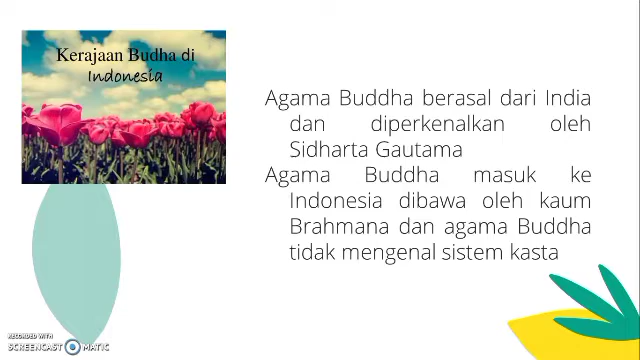 Kerajaan Budha di
Indonesia
Agama Buddha berasal dari India
dan diperkenalkan oleh
Sidharta Gautama
Agama Buddha masuk ke
Indonesia dibawa oleh kaum
Brahmana dan agama Buddha
tidak mengenal sistem kasta
RECORDED WITH
SCREENCAST MATIC